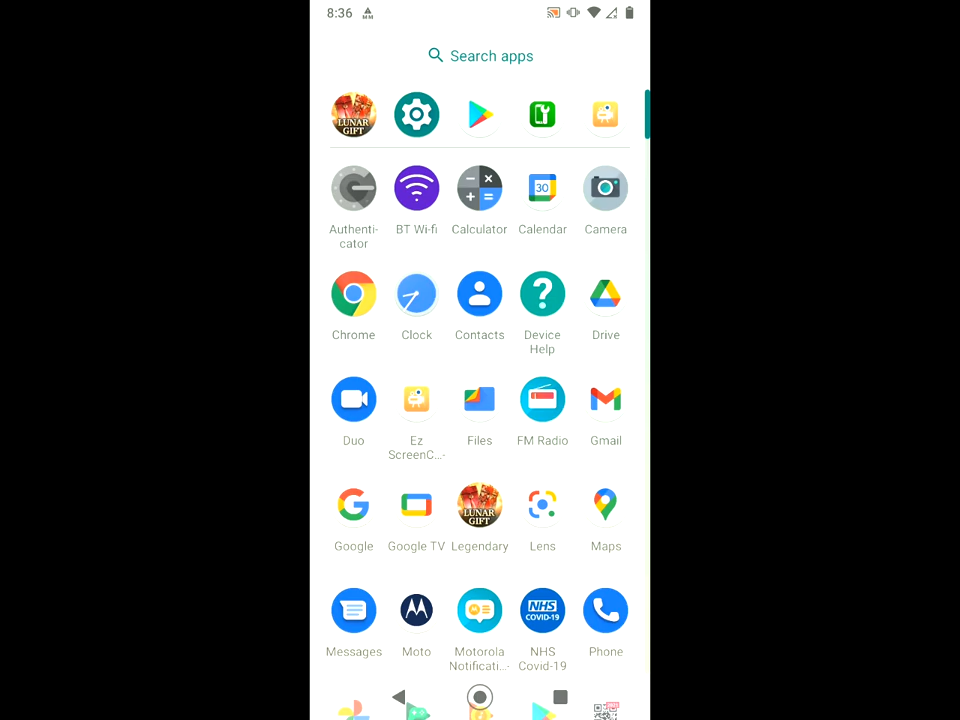 8:36
Search apps
LUNAR
GIFT
30
Authenti-
cator
BT Wi-fi
Calculator
Calendar
Camera
Chrome
Clock
Contacts
Device
Help
Drive
Duo
Ez
ScreenC...
Files
FM Radio
Gmail
LUNAR
GIFT
Google
Google TV
Legendary
Lens
Maps
NHS
COVID-19
Messages
Moto
Motorola
Notificati...
NHS
Covid-19
Phone